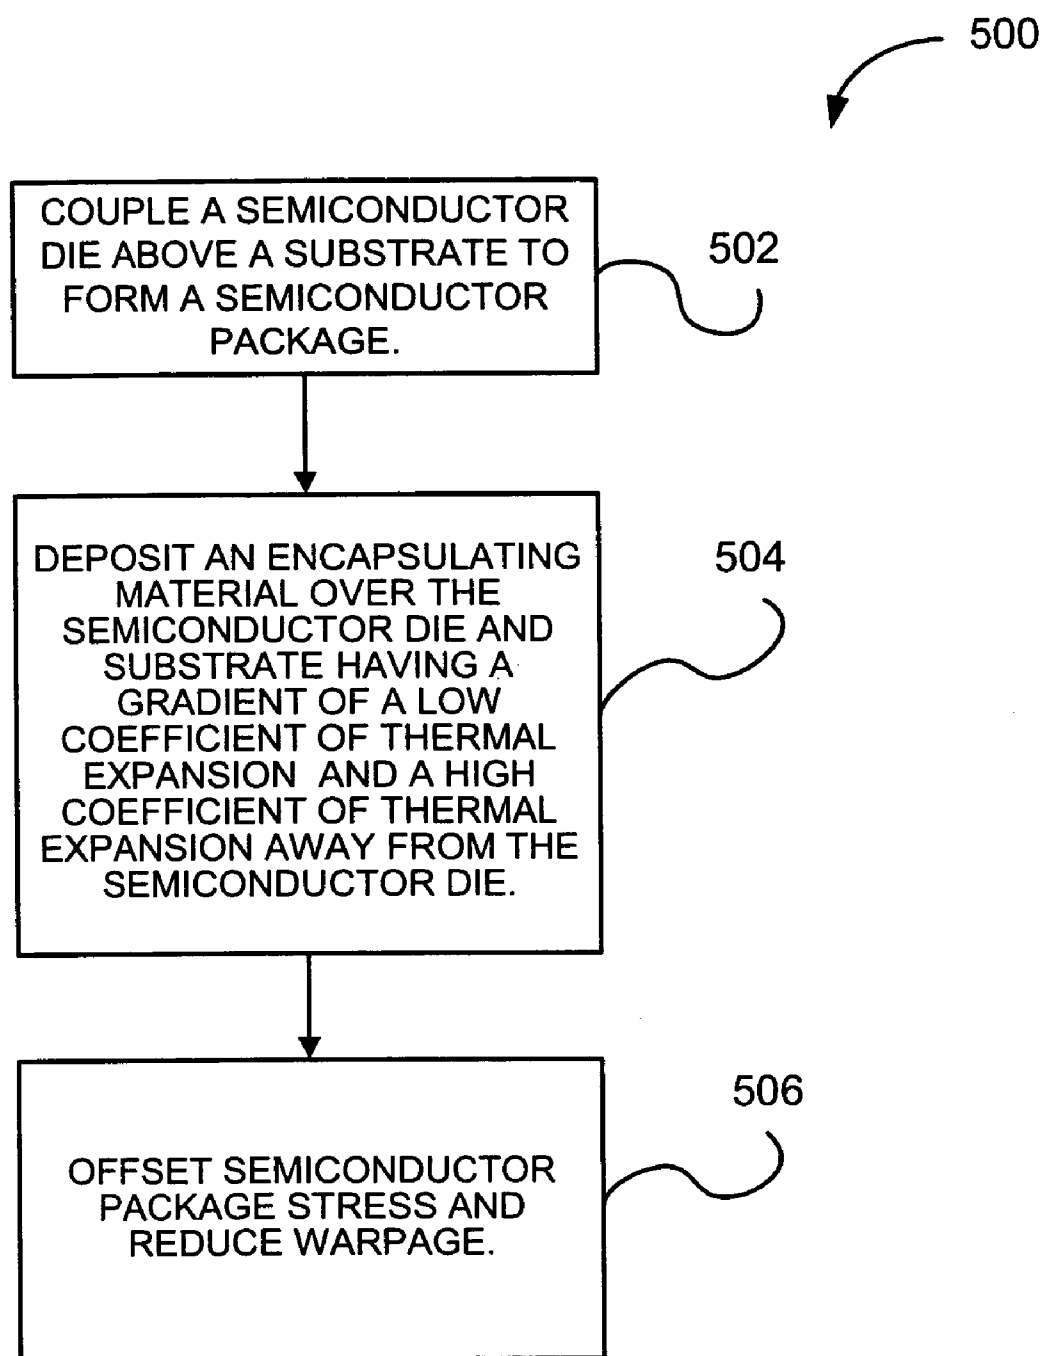 500
COUPLE A SEMICONDUCTOR
DIE ABOVE A SUBSTRATE TO
FORM A SEMICONDUCTOR
PACKAGE.
502
DEPOSIT AN ENCAPSULATING
MATERIAL OVER THE
SEMICONDUCTOR DIE AND
SUBSTRATE HAVING A
GRADIENT OF A LOW
COEFFICIENT OF THERMAL
EXPANSION AND A HIGH
COEFFICIENT OF THERMAL
EXPANSION AWAY FROM THE
SEMICONDUCTOR DIE.
504
OFFSET SEMICONDUCTOR
PACKAGE STRESS AND
REDUCE WARPAGE.
506